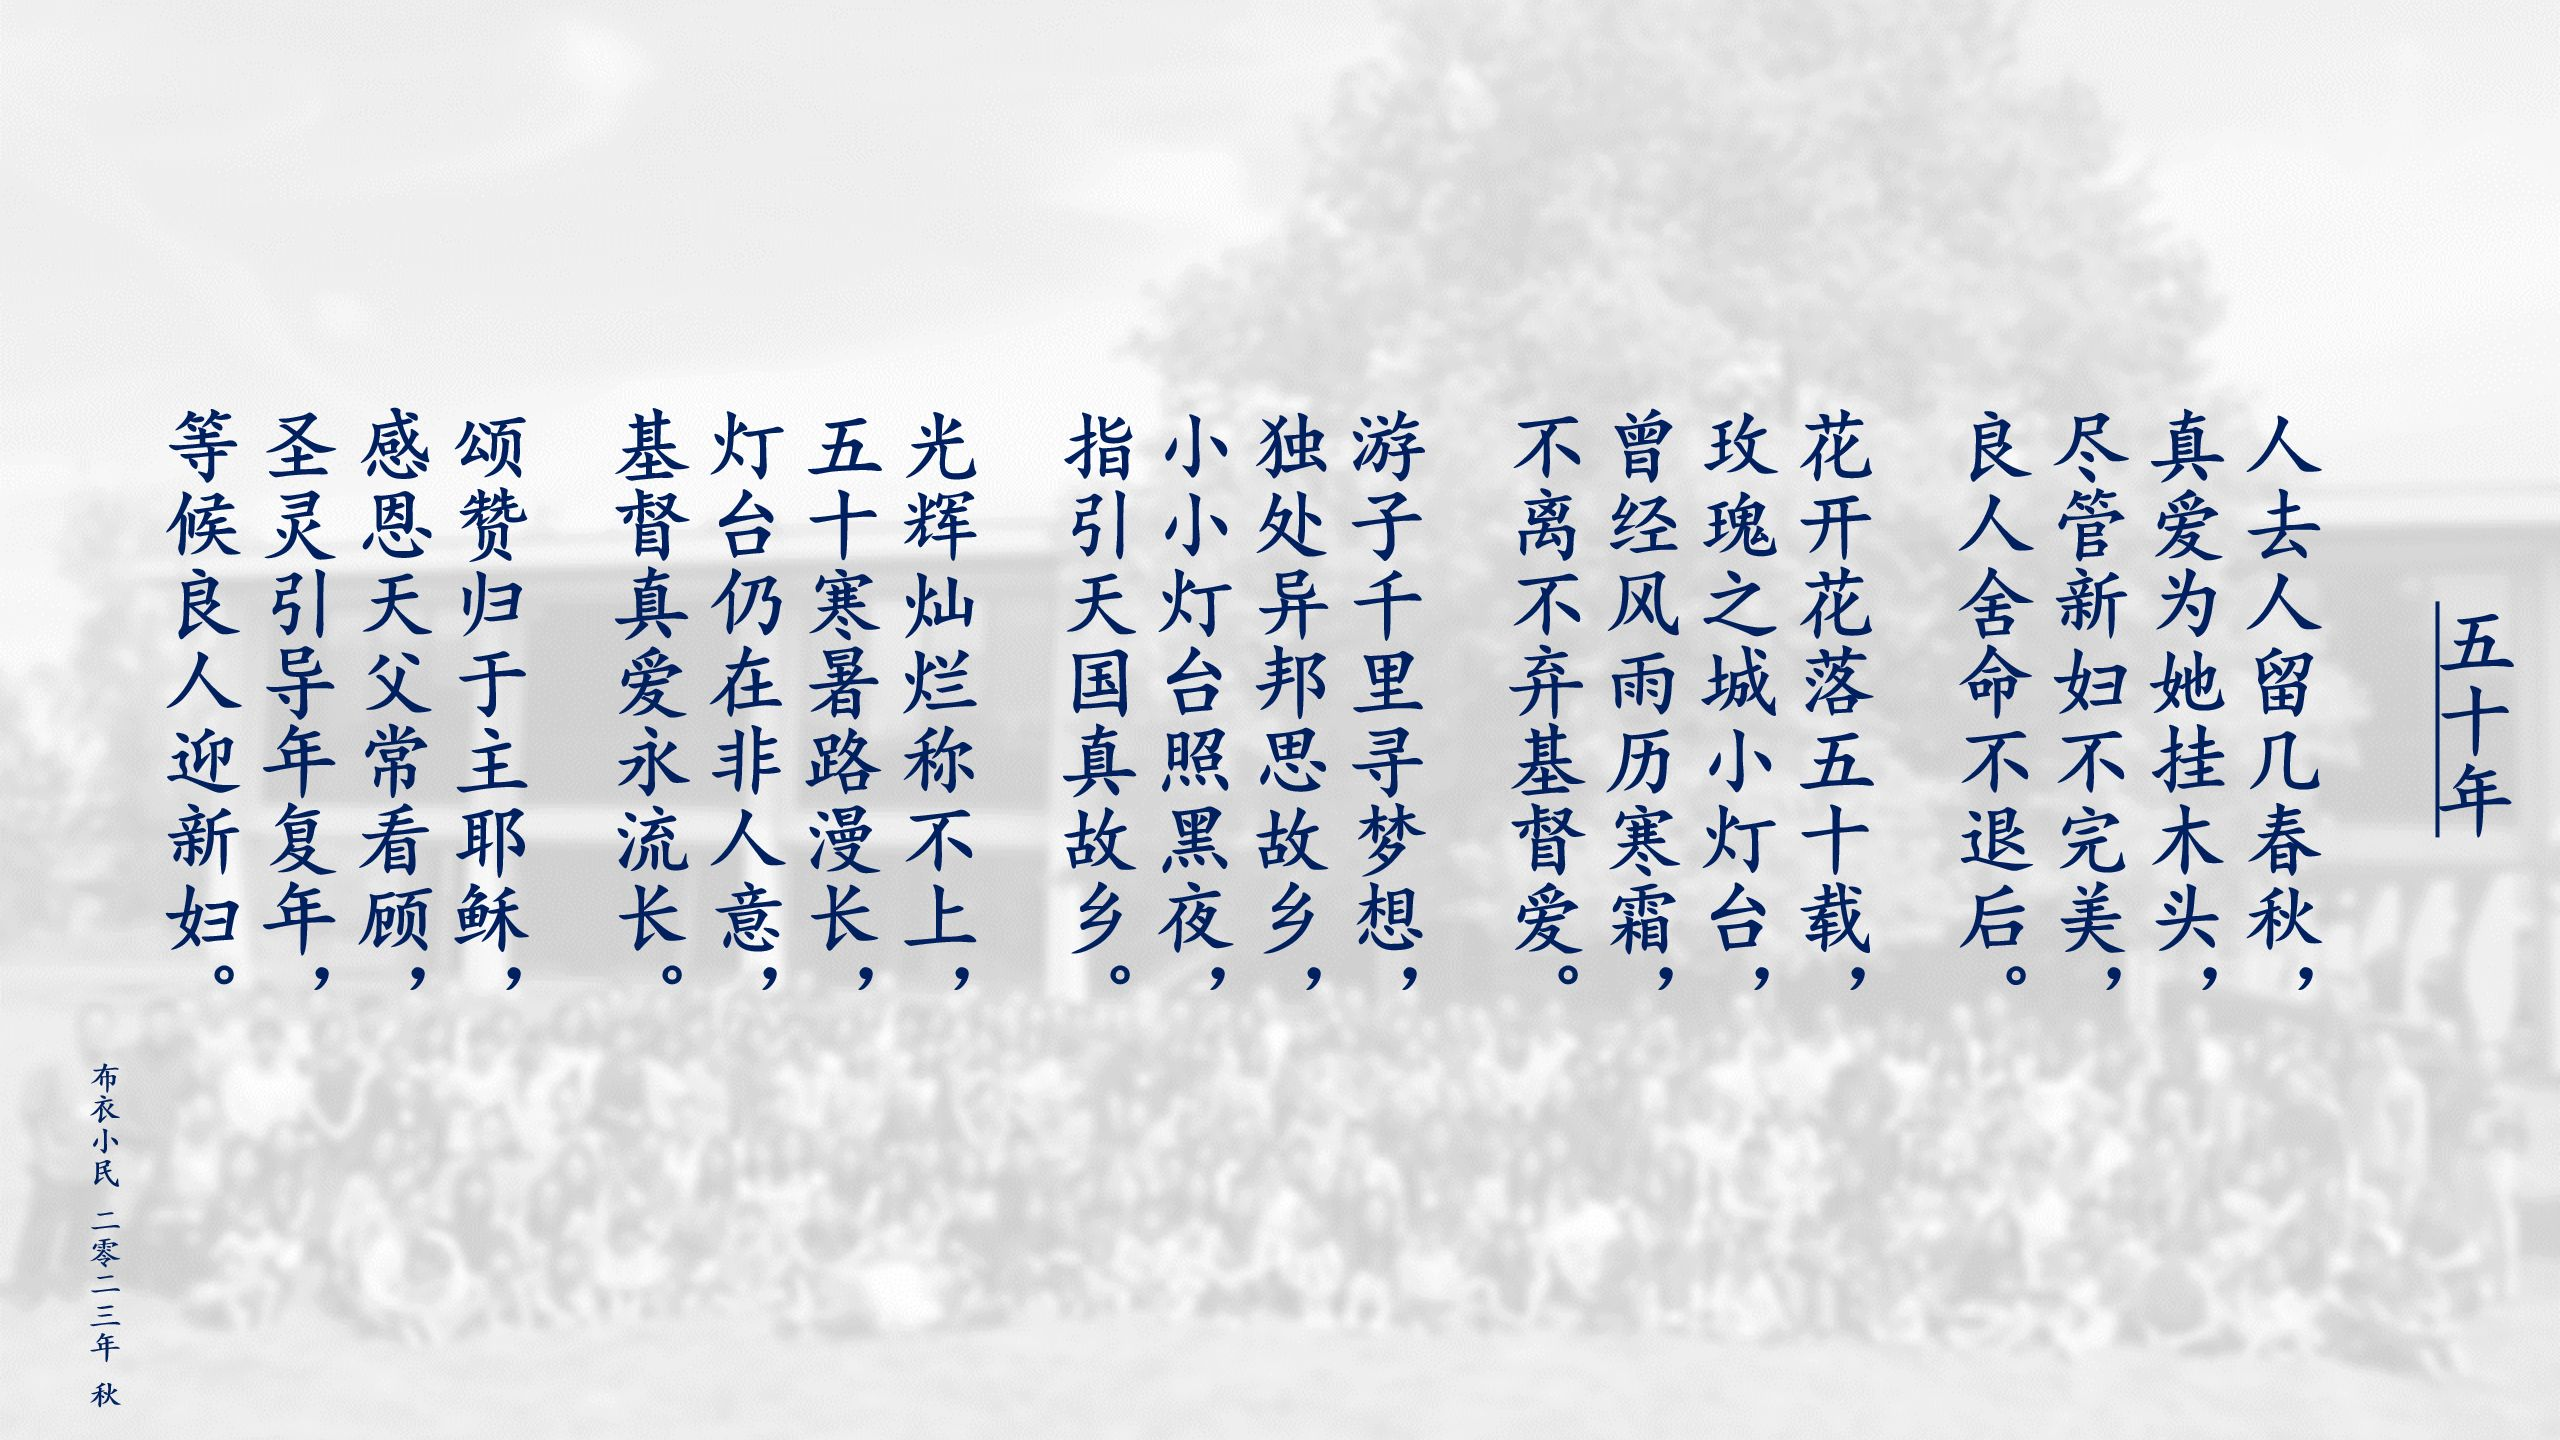 五十年
人去人留几春秋，
真爱为她挂木头，
尽管新妇不完美，
良人舍命不退后。
花开花落五十载，
玫瑰之城小灯台，
曾经风雨历寒霜，
不离不弃基督爱。
游子千里寻梦想，
独处异邦思故乡，
小小灯台照黑夜，
指引天国真故乡。
光辉灿烂称不上，
五十寒暑路漫长，
灯台仍在非人意，
基督真爱永流长。
颂赞归于主耶稣，
感恩天父常看顾，
圣灵引导年复年，
等候良人迎新妇。
布衣小民 二零二三年 秋